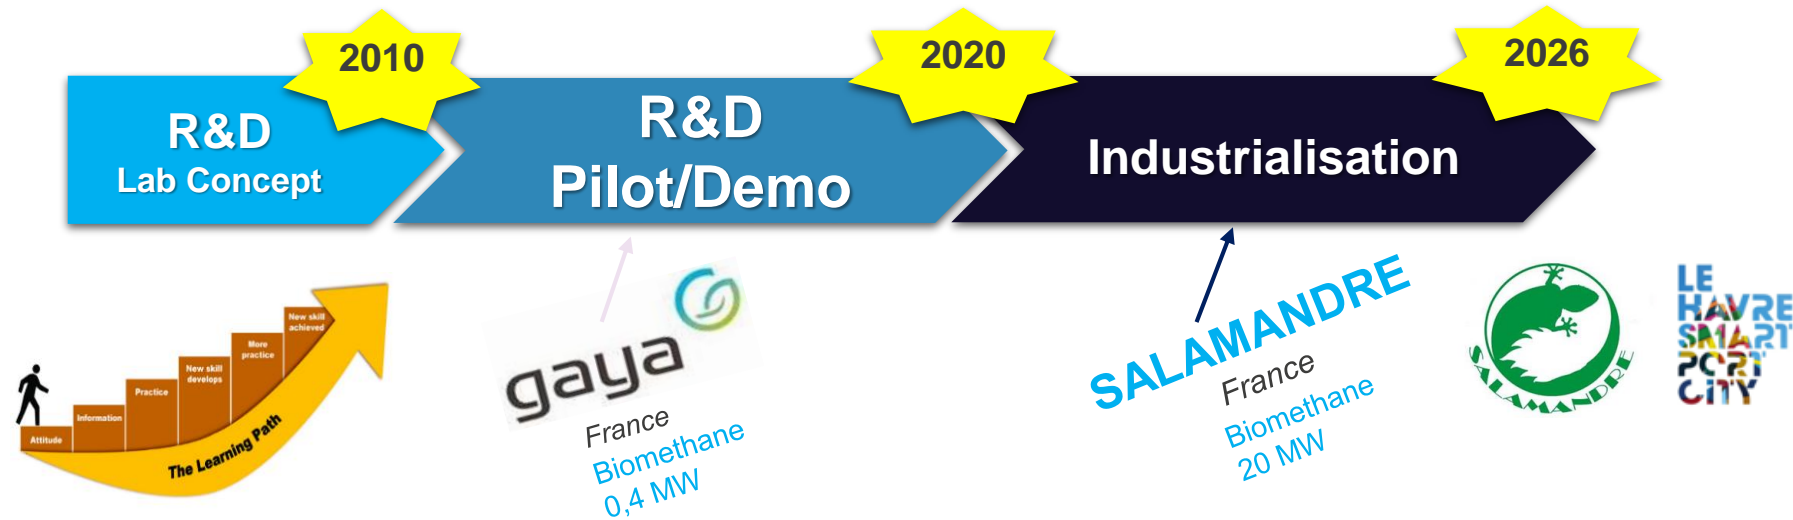 2010
2020
2026
R&D
Lab Concept
R&D
Pilot/Demo
Industrialisation
Attitude
Information
Practice
New skill
develops
More
practice
New skill
achieved
The Learning Path
gaya
France
Biomethane
0,4 MW
SALAMANDRE
France
Biomethane
20 MW
SALAMANDRE
LE
HAVRE
SMART
PORT
CITY